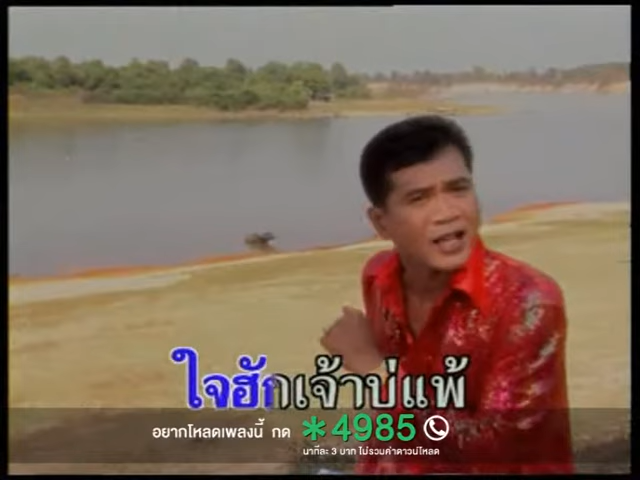 ใจฮักเจ้าบ่แพ้
อยากโหลดเพลงนี้ กด *4985
นาทีละ 3 บาท ไม่รวมค่าดาวน์โหลด